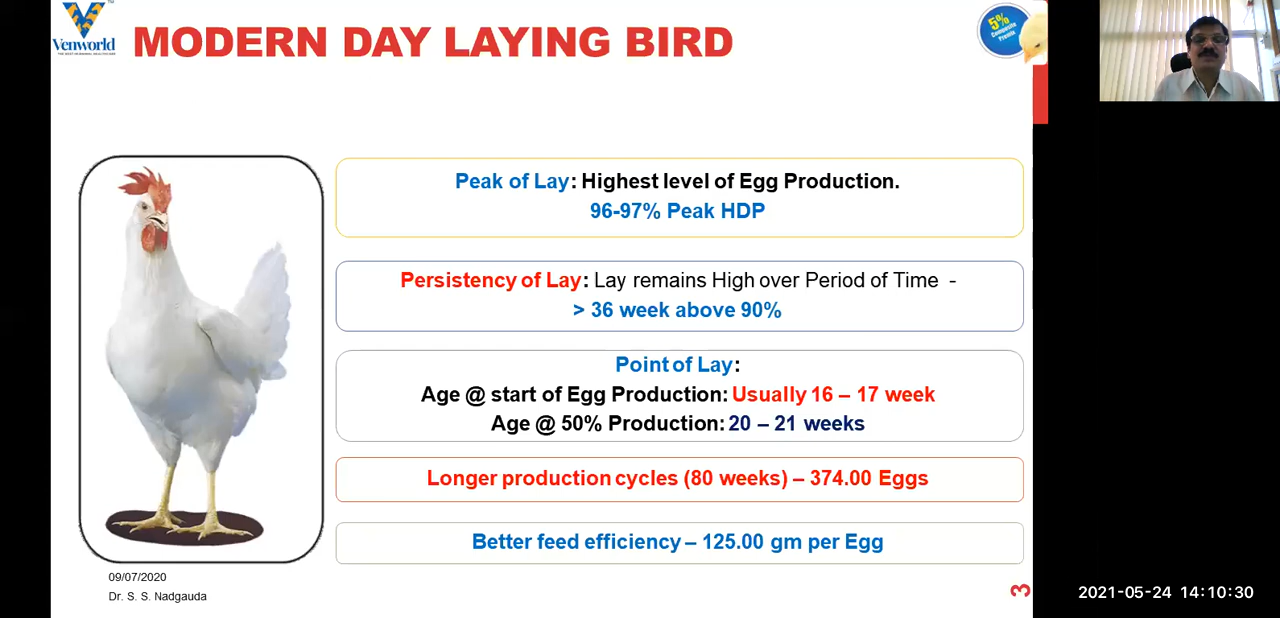 Venworld
MODERN DAY LAYING BIRD
5%
Composite
Premix
Peak of Lay: Highest level of Egg Production.
96-97% Peak HDP
Persistency of Lay: Lay remains High over Period of Time -
> 36 week above 90%
Point of Lay:
Age @ start of Egg Production: Usually 16 – 17 week
Age @ 50% Production: 20 – 21 weeks
Longer production cycles (80 weeks) – 374.00 Eggs
Better feed efficiency – 125.00 gm per Egg
09/07/2020
Dr. S. S. Nadgauda
3
2021-05-24 14:10:30